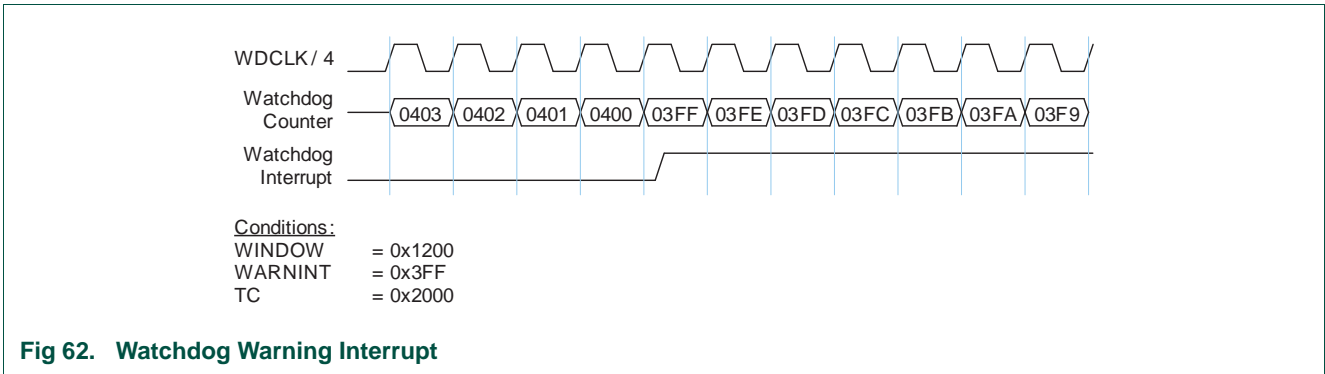 WDCLK / 4
Watchdog
Counter
0403 0402 0401 0400 03FF 03FE 03FD 03FC 03FB 03FA 03F9
Watchdog
Interrupt
Conditions:
WINDOW = 0x1200
WARNINT = 0x3FF
TC = 0x2000
Fig 62. Watchdog Warning Interrupt